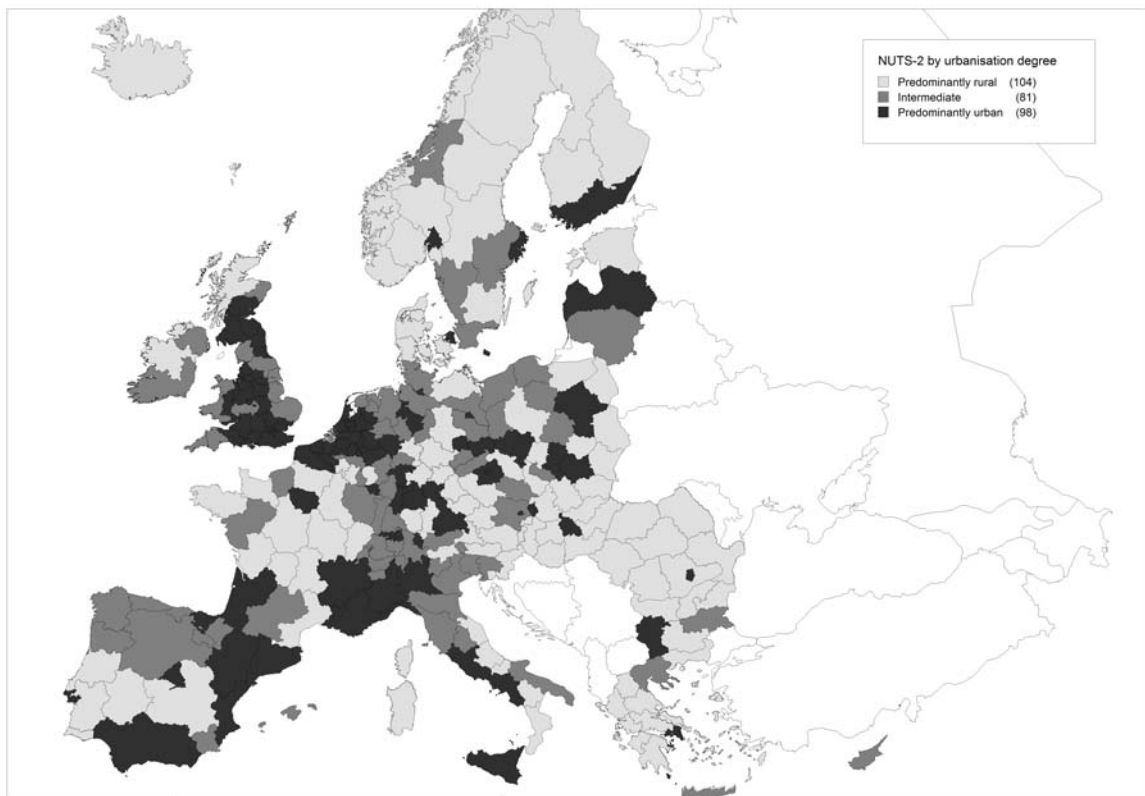 NUTS-2 by urbanisation degree
Predominantly rural (104)
Intermediate (81)
Predominantly urban (98)